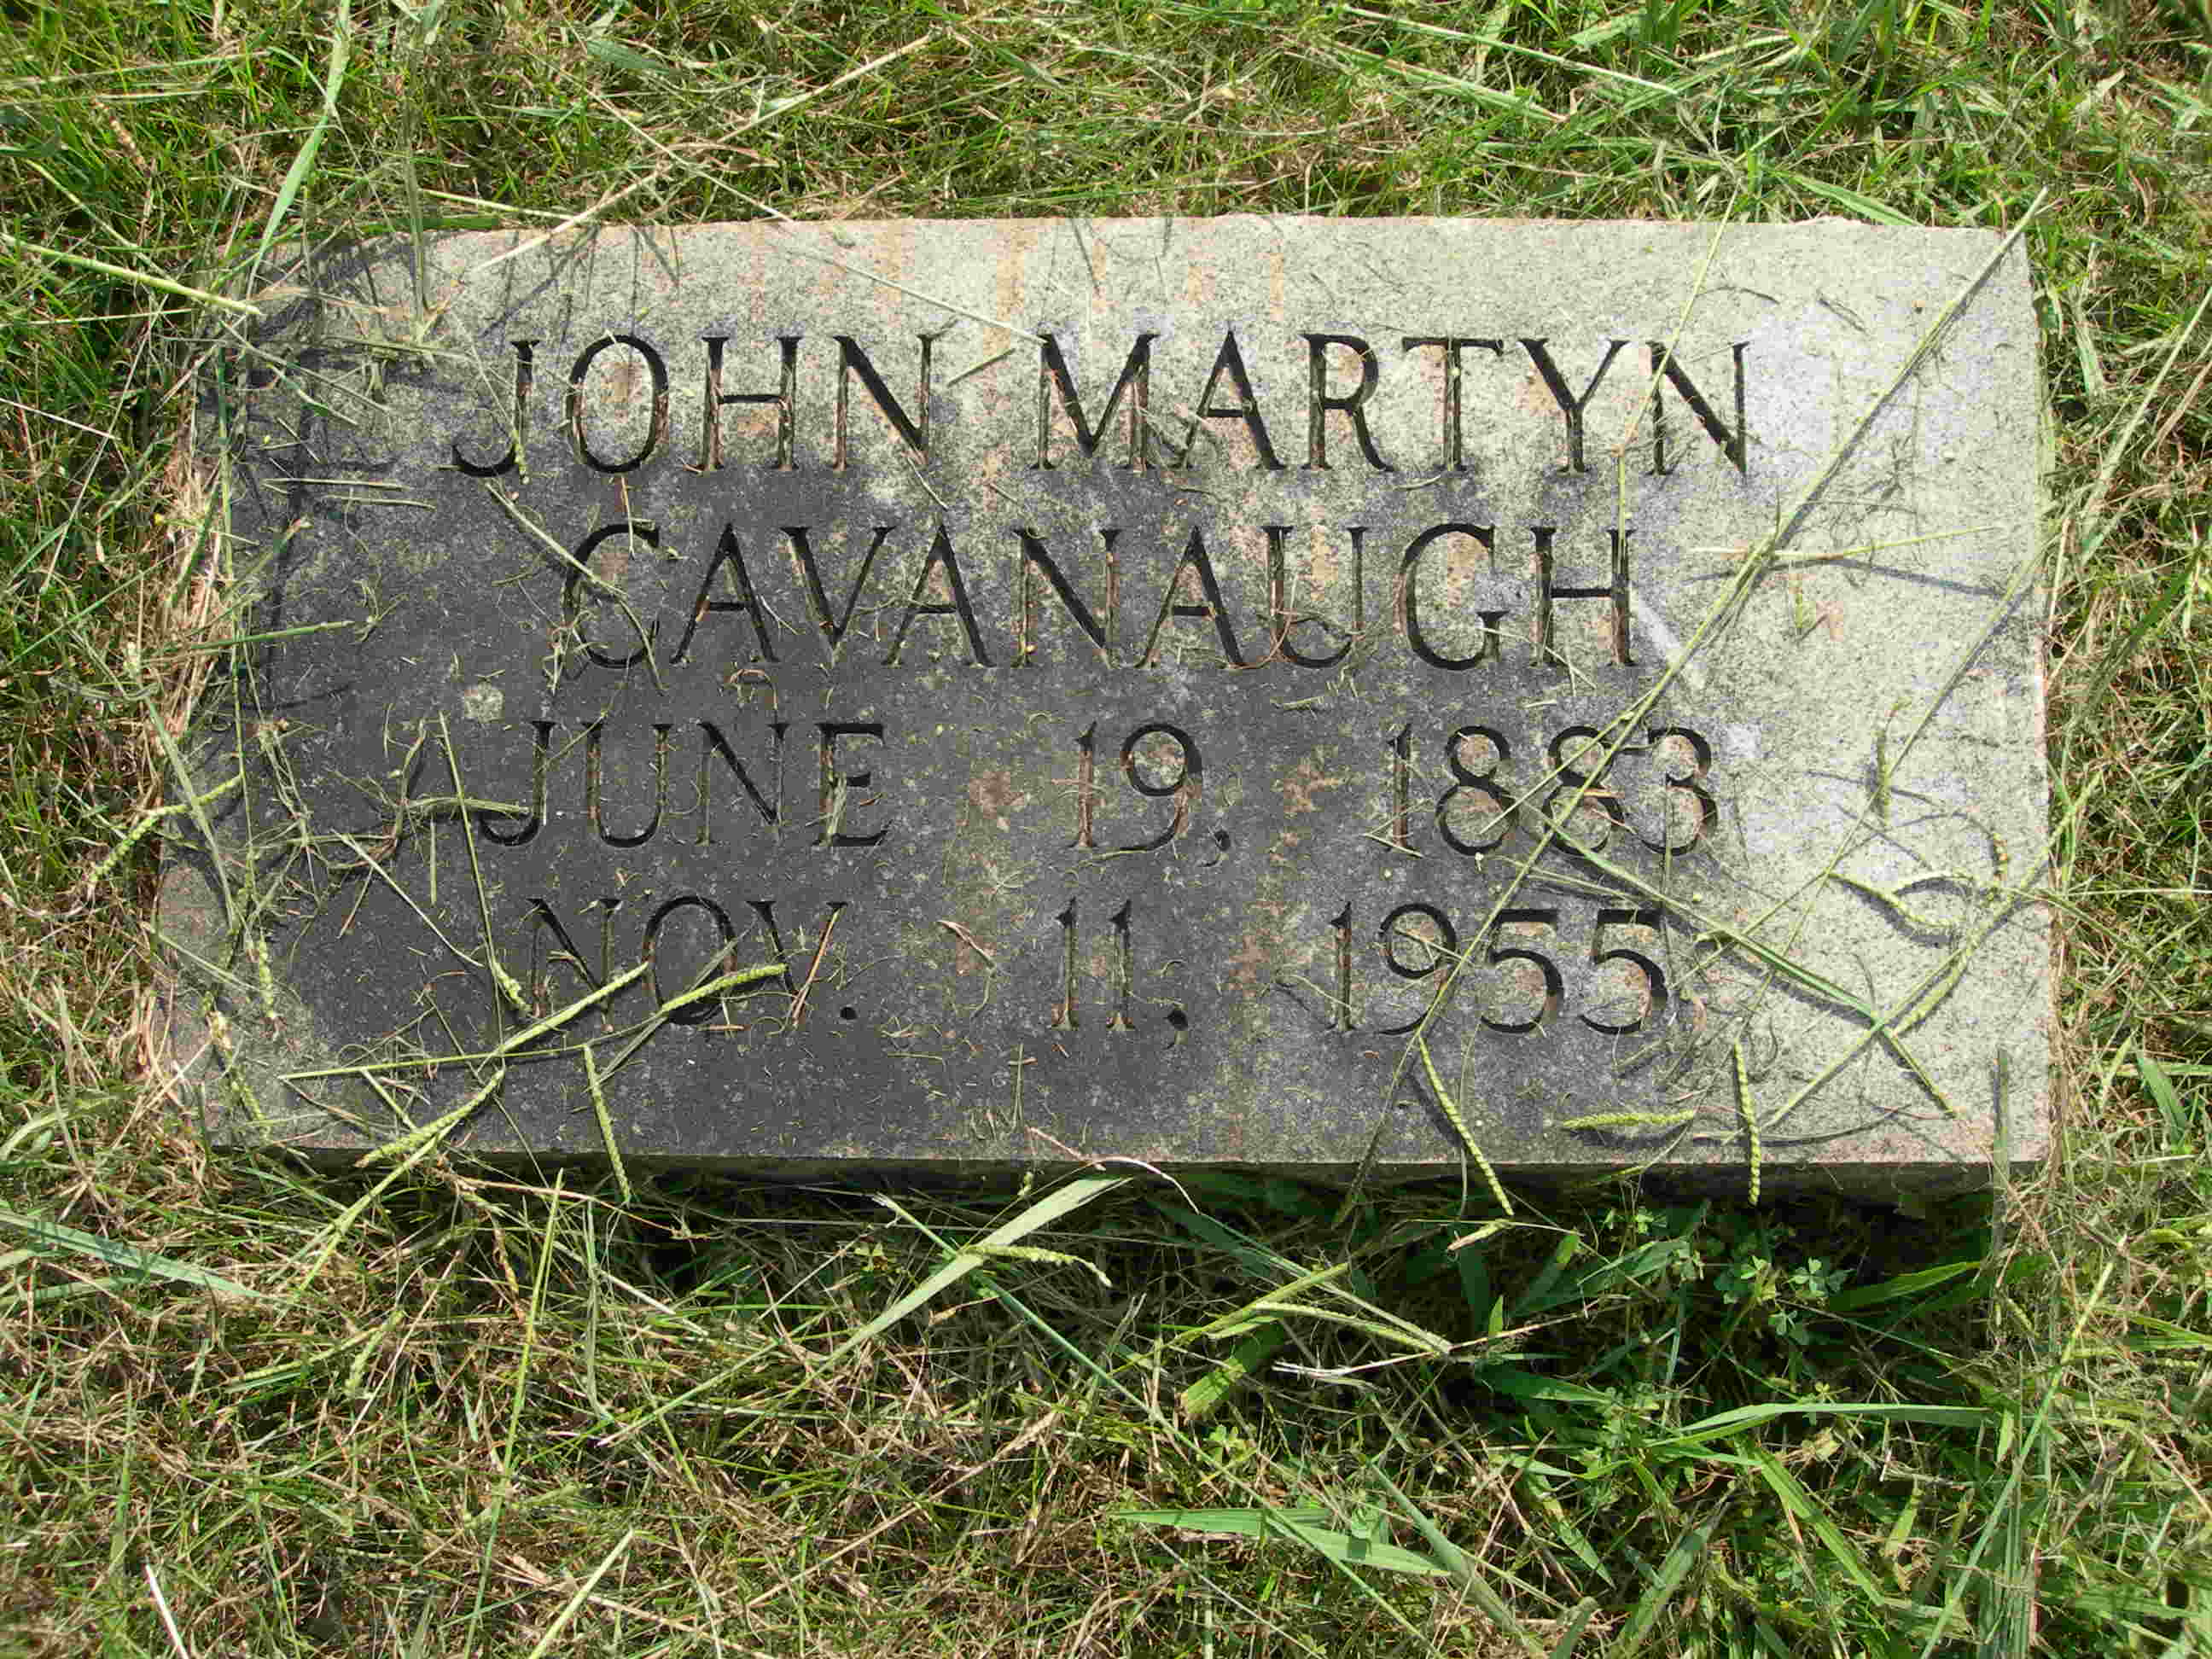 JOHN MARTYN
CAVANAUGH
JUNE 19, 1883
NOV. 11, 1955